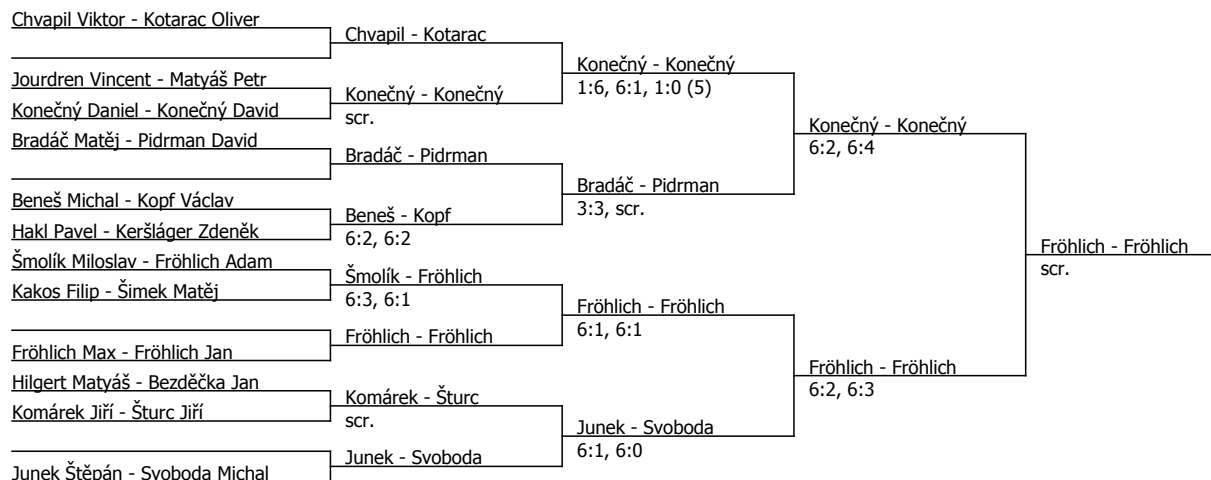 Chvapil Viktor - Kotarac Oliver
Jourdren Vincent - Matyáš Petr
Konečný Daniel - Konečný David
Bradáč Matěj - Pidrman David
Beneš Michal - Kopf Václav
Hakl Pavel - Keršláger Zdeněk
Šmolík Miloslav - Fröhlich Adam
Kakos Filip - Šimek Matěj
Fröhlich Max - Fröhlich Jan
Hilgert Matyáš - Bezděčka Jan
Komárek Jiří - Šturc Jiří
Junek Štěpán - Svoboda Michal
Chvapil - Kotarac
Konečný - Konečný
scr.
Bradáč - Pidrman
Beneš - Kopf
6:2, 6:2
Šmolík - Fröhlich
6:3, 6:1
Fröhlich - Fröhlich
Komárek - Šturc
scr.
Junek - Svoboda
Konečný - Konečný
1:6, 6:1, 1:0 (5)
Bradáč - Pidrman
3:3, scr.
Fröhlich - Fröhlich
6:1, 6:1
Junek - Svoboda
6:1, 6:0
Konečný - Konečný
6:2, 6:4
Fröhlich - Fröhlich
6:2, 6:3
Fröhlich - Fröhlich
scr.